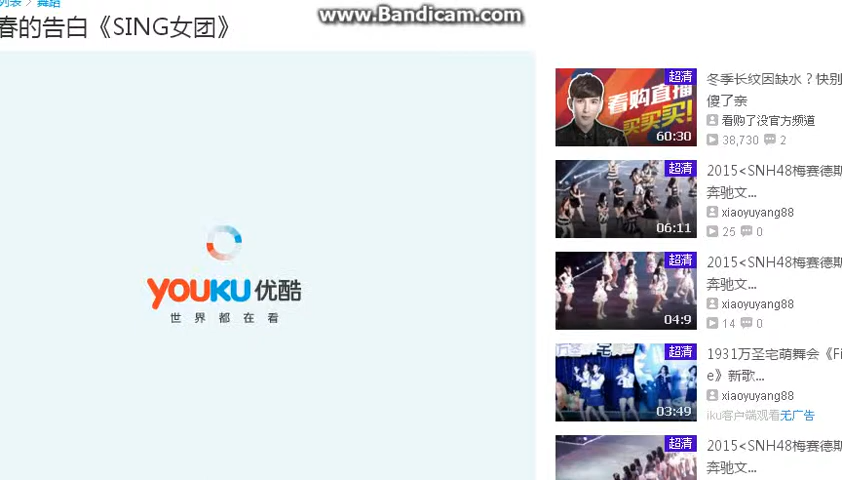 列表 > 舞蹈
www.Bandicam.com
春的告白《SING女团》
YOUKU 优酷
世界都在看
超清
看购直播
买买买!
60:30
冬季长纹因缺水？快别
傻了亲
看购了没官方频道
38,730 2
超清
06:11
2015<SNH48梅赛德斯
奔驰文...
xiaoyuyang88
25 0
超清
04:9
2015<SNH48梅赛德斯
奔驰文...
xiaoyuyang88
14 0
超清
03:49
1931万圣宅萌舞会《Fi
e》新歌...
xiaoyuyang88
iku客户端观看无广告
超清
2015<SNH48梅赛德斯
奔驰文...